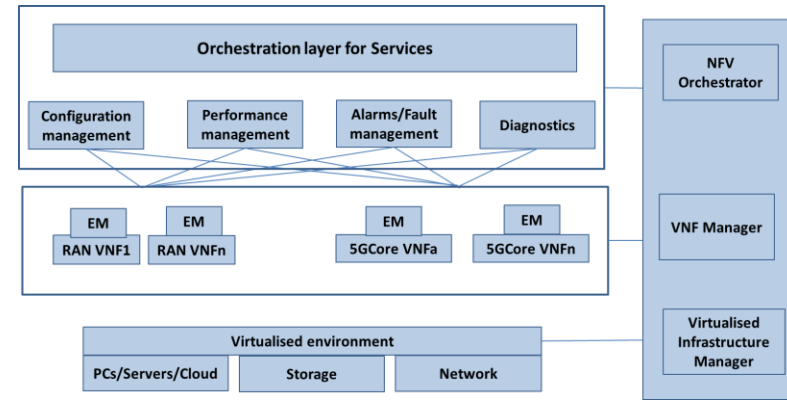 Orchestration layer for Services
NFV
Orchestrator
Configuration
management
Performance
management
Alarms/Fault
management
Diagnostics
EM
RAN VNF1
EM
RAN VNFn
EM
5GCore VNFa
EM
5GCore VNFn
VNF Manager
Virtualised environment
PCs/Servers/Cloud
Storage
Network
Virtualised
Infrastructure
Manager